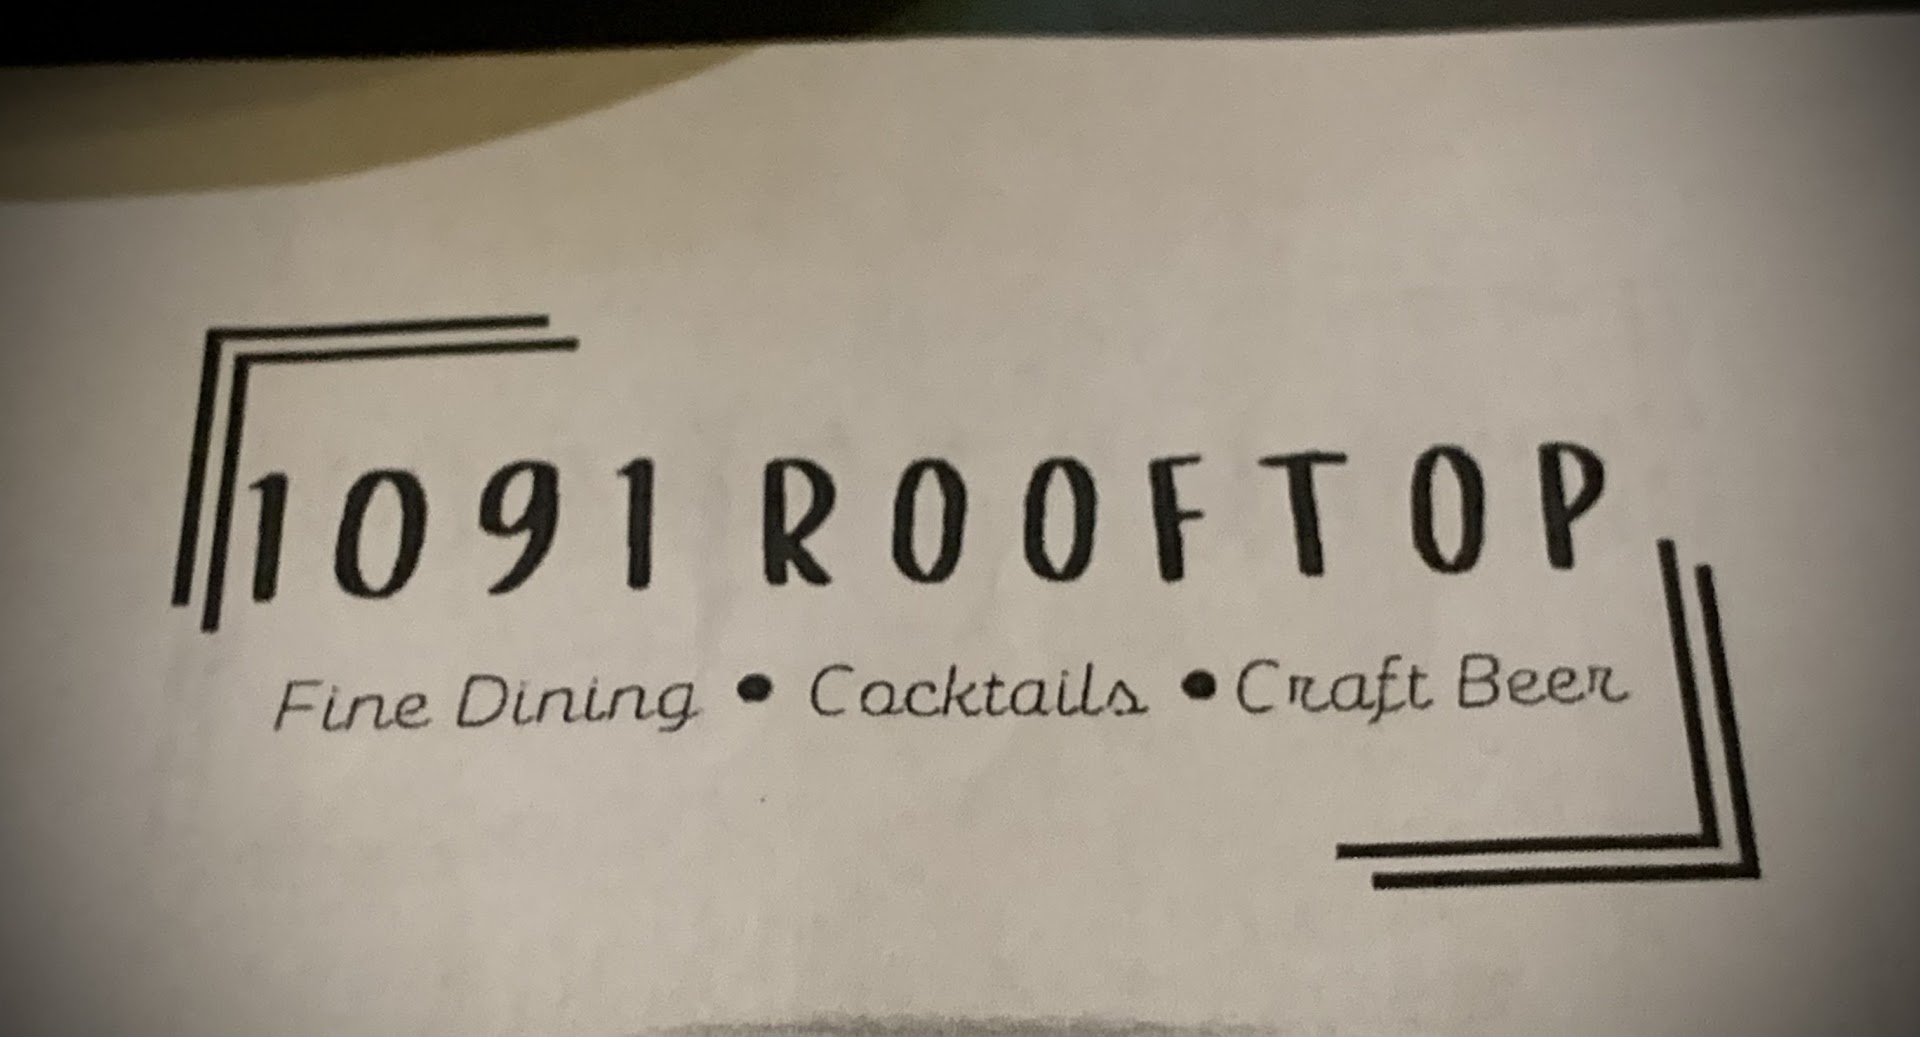 1091 ROOFTOP
Fine Dining • Cocktails • Craft Beer